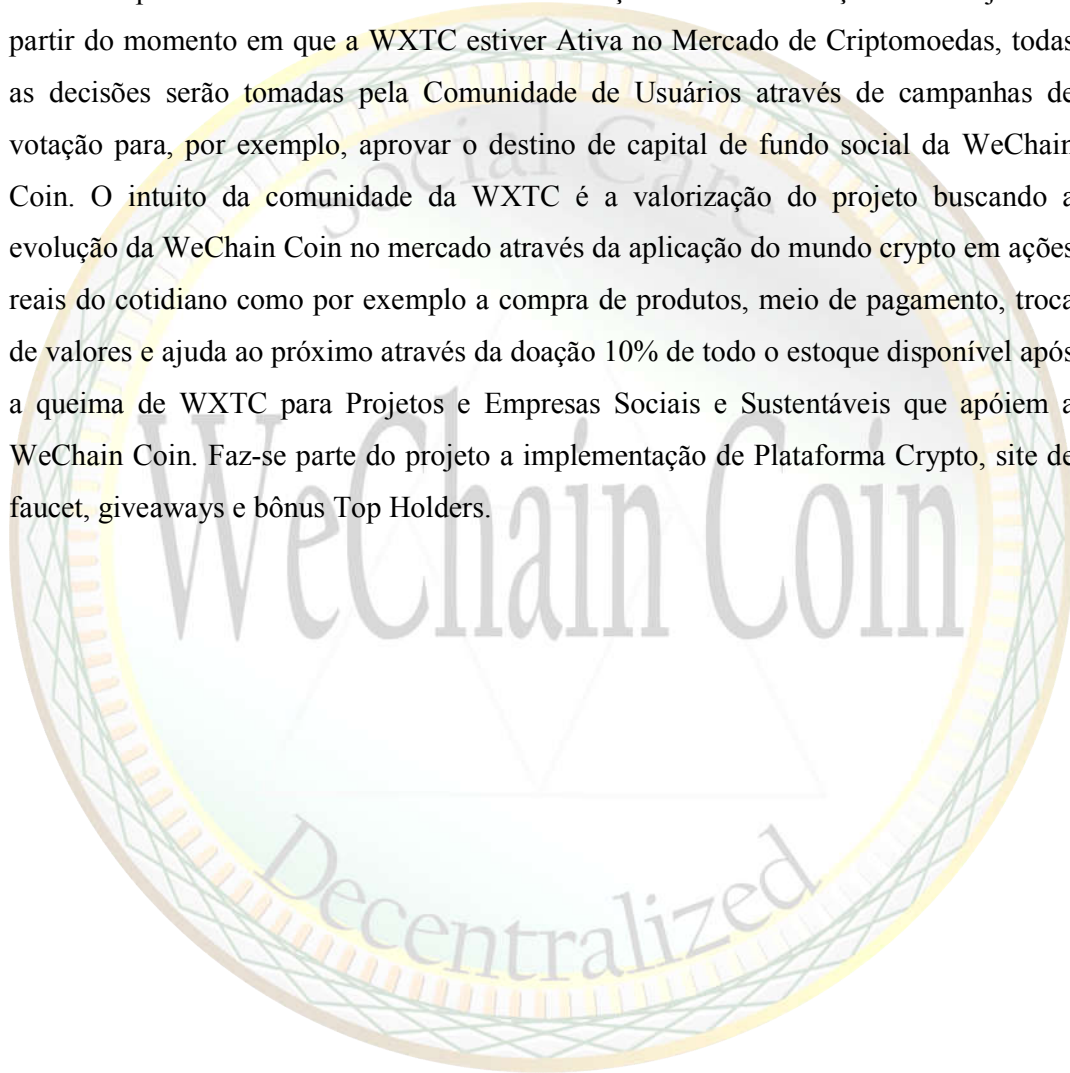 partir do momento em que a WXTC estiver Ativa no Mercado de Criptomoedas, todas
as decisões serão tomadas pela Comunidade de Usuários através de campanhas de
votação para, por exemplo, aprovar o destino de capital de fundo social da WeChain
Coin. O intuito da comunidade da WXTC é a valorização do projeto buscando a
evolução da WeChain Coin no mercado através da aplicação do mundo crypto em ações
reais do cotidiano como por exemplo a compra de produtos, meio de pagamento, troca
de valores e ajuda ao próximo através da doação 10% de todo o estoque disponível após
a queima de WXTC para Projetos e Empresas Sociais e Sustentáveis que apóiem a
WeChain Coin. Faz-se parte do projeto a implementação de Plataforma Crypto, site de
faucet, giveaways e bônus Top Holders.
Social Care
WeChain Coin
Decentralized